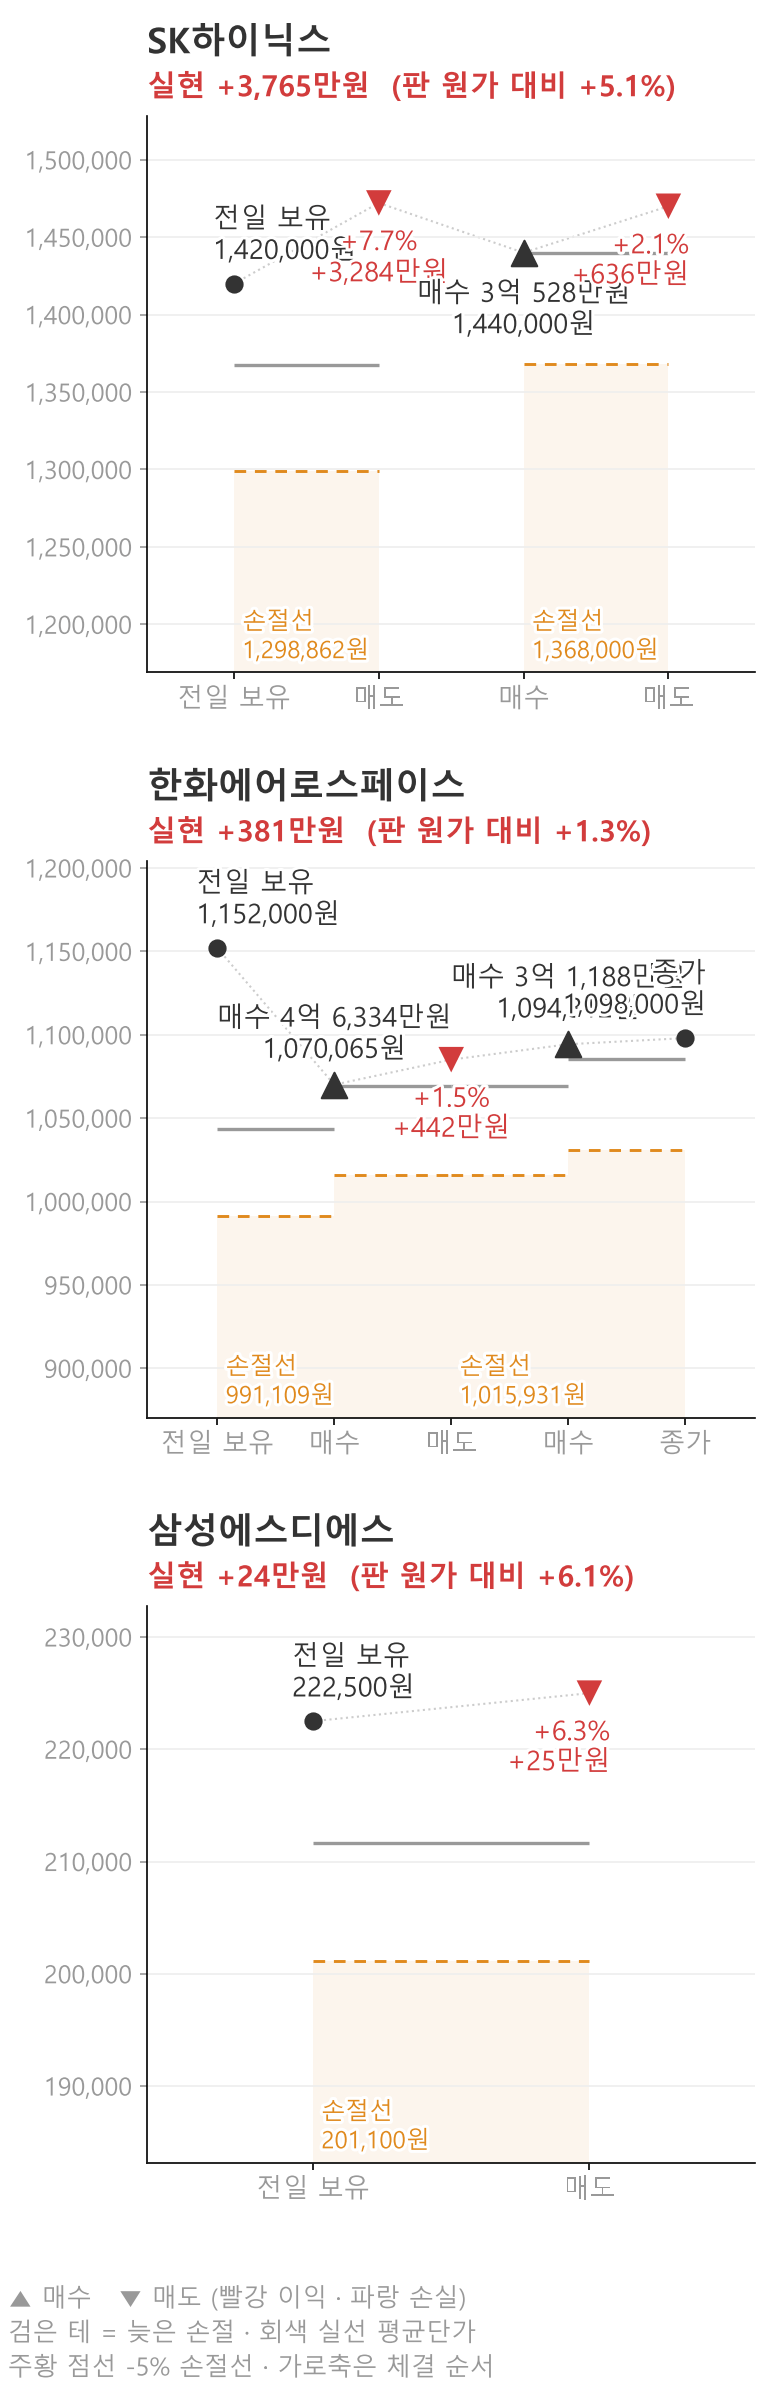 SK하이닉스
실현 +3,765만원 (판 원가 대비 +5.1%)
1,500,000
1,450,000
1,400,000
1,350,000
1,300,000
1,250,000
1,200,000
전일 보유
1,420,000원
+7.7%
+3,284만원
매수 3억 528만원
1,440,000원
+2.1%
+636만원
손절선
1,298,862원
손절선
1,368,000원
전일 보유 매도 매수 매도
한화에어로스페이스
실현 +381만원 (판 원가 대비 +1.3%)
1,200,000
1,150,000
1,100,000
1,050,000
1,000,000
950,000
900,000
전일 보유
1,152,000원
매수 4억 6,334만원
1,070,065원
+1.5%
+442만원
매수 3억 1,188만원
종가
1,098,000원
손절선
991,109원
손절선
1,015,931원
전일 보유 매수 매도 매수 종가
삼성에스디에스
실현 +24만원 (판 원가 대비 +6.1%)
230,000
220,000
210,000
200,000
190,000
전일 보유
222,500원
+6.3%
+25만원
손절선
201,100원
전일 보유 매도
▲ 매수 ▼ 매도 (빨강 이익 · 파랑 손실)
검은 테 = 늦은 손절 · 회색 실선 평균단가
주황 점선 -5% 손절선 · 가로축은 체결 순서